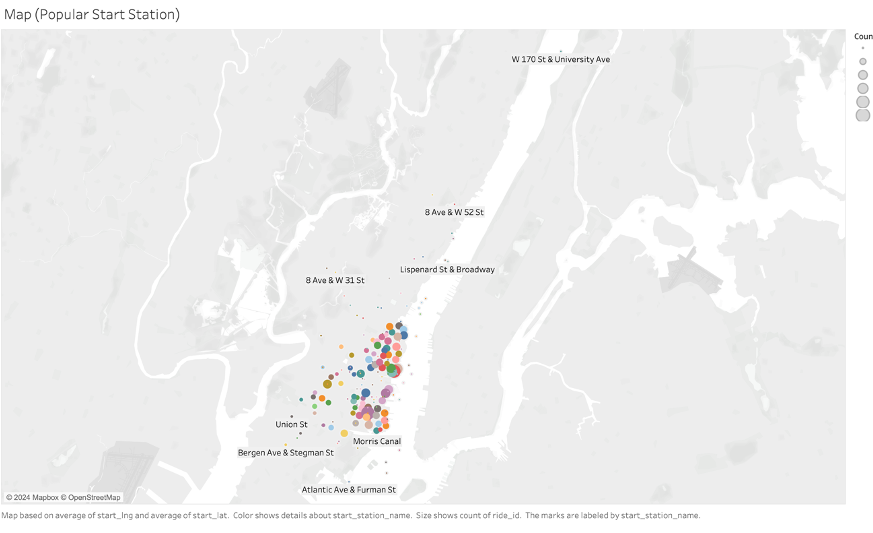 Map (Popular Start Station)
Coun
W 170 St & University Ave
8 Ave & W 52 St
Lispenard St & Broadway
8 Ave & W 31 St
Union St
Morris Canal
Bergen Ave & Stegman St
Atlantic Ave & Furman St
© 2024 Mapbox © OpenStreetMap
Map based on average of start_lng and average of start_lat. Color shows details about start_station_name. Size shows count of ride_id. The marks are labeled by start_station_name.